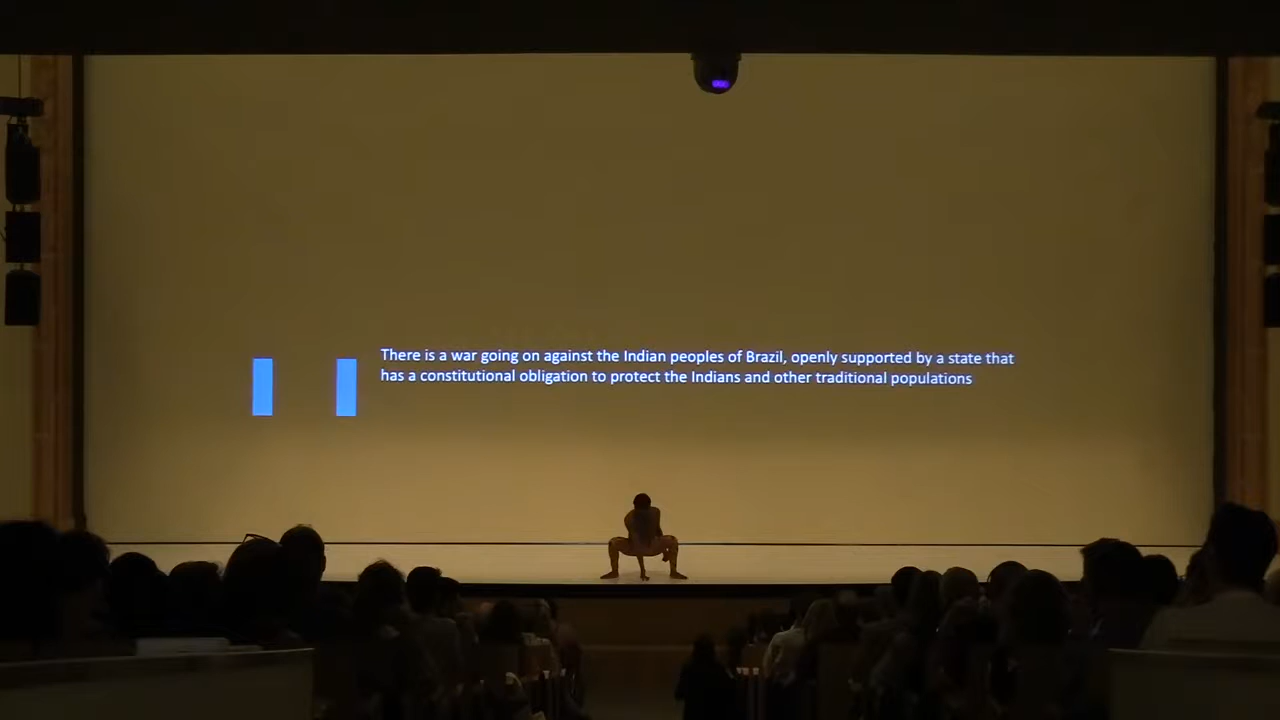 There is a war going on against the Indian peoples of Brazil, openly supported by a state that
has a constitutional obligation to protect the Indians and other traditional populations